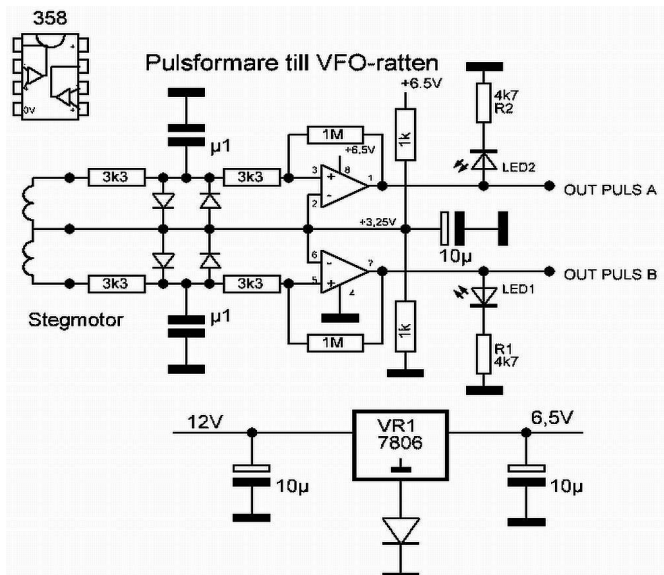 358
0V
Pulsformare till VFO-ratten
+6.5V
4k7
R2
µ1
1M
+6,5V
1k
LED2
3k3
3k3
3
8
1
+
-
2
OUT PULS A
+3,25V
10µ
6
-
+
5
7
OUT PULS B
3k3
3k3
LED1
Stegmotor
µ1
1M
1k
R1
4k7
12V
VR1
7806
6,5V
10µ
10µ